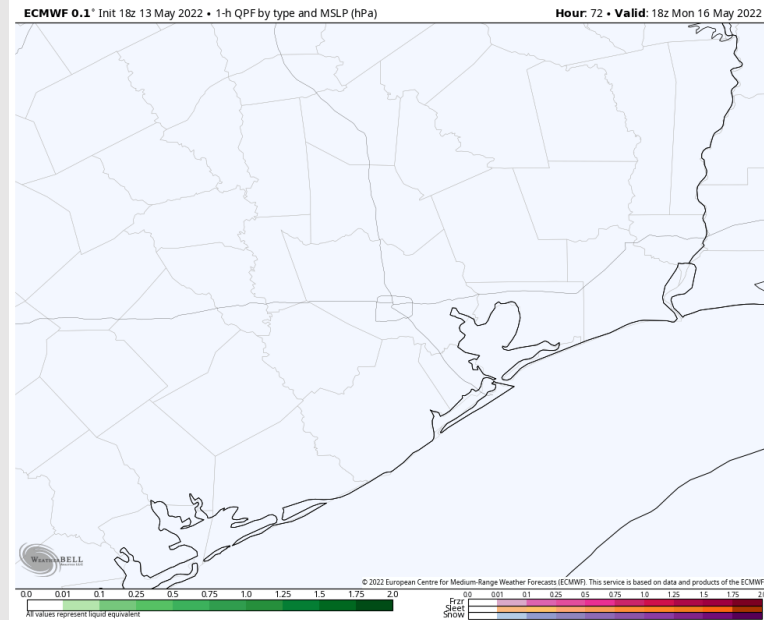 ECMWF 0.1° Init 18z 13 May 2022 • 1-h QPF by type and MSLP (hPa) Hour: 72 • Valid: 18z Mon 16 May 2022
WEATHERBELL
© 2022 European Centre for Medium-Range Weather Forecasts (ECMWF). This service is based on data and products of the ECMWF
0.0 0.01 0.1 0.25 0.5 0.75 1.0 1.25 1.5 1.75 2.0
All values represent liquid equivalent
0.0 0.01 0.1 0.25 0.5 0.75 1.0 1.25 1.5 1.75 2.0
Frzr
Sleet
Snow